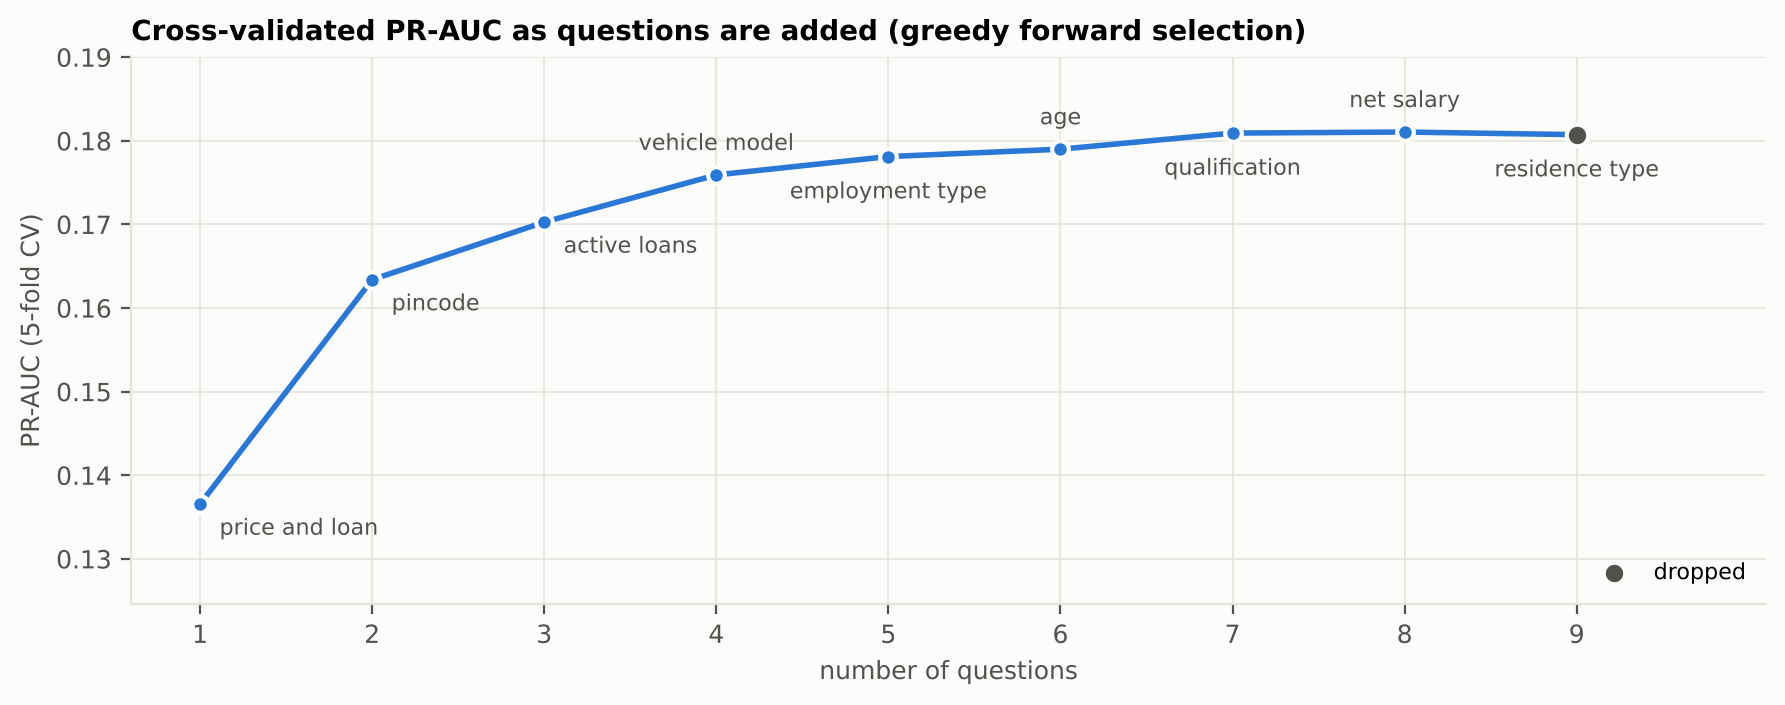 Cross-validated PR-AUC as questions are added (greedy forward selection)
0.19
0.18
0.17
0.16
0.15
0.14
0.13
PR-AUC (5-fold CV)
price and loan
pincode
active loans
vehicle model
employment type
age
qualification
net salary
residence type
dropped
1 2 3 4 5 6 7 8 9
number of questions